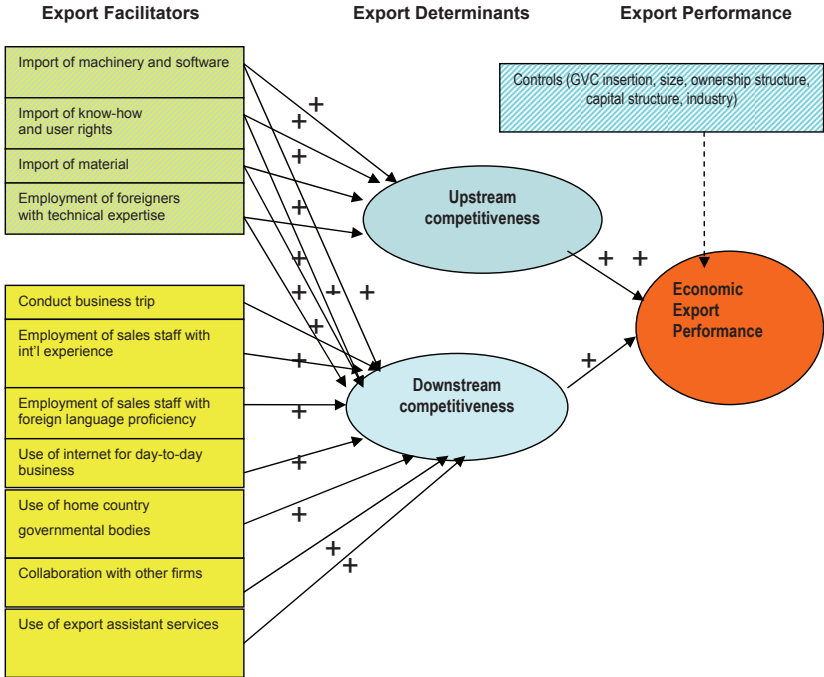 Export Facilitators
Export Determinants
Export Performance
Import of machinery and software
Import of know-how
and user rights
Import of material
Employment of foreigners
with technical expertise
Conduct business trip
Employment of sales staff with
int'l experience
Employment of sales staff with
foreign language proficiency
Use of internet for day-to-day
business
Use of home country
governmental bodies
Collaboration with other firms
Use of export assistant services
+
+
+
+
+
+
+
+
+
+
+
+
+
+
Upstream
competitiveness
Downstream
competitiveness
+
+
+
Controls (GVC insertion, size, ownership structure,
capital structure, industry)
Economic
Export
Performance